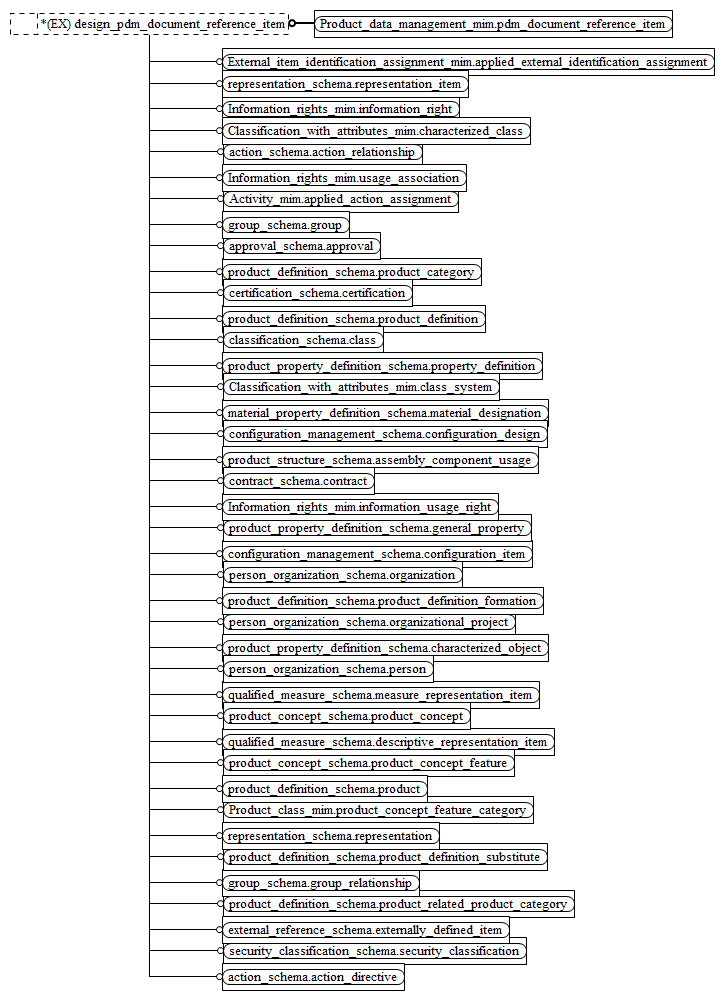 *(EX) design_pdm_document_reference_item
Product_data_management_mim.pdm_document_reference_item
External_item_identification_assignment_mim.applied_external_identification_assignment
representation_schema.representation_item
Information_rights_mim.information_right
Classification_with_attributes_mim.characterized_class
action_schema.action_relationship
Information_rights_mim.usage_association
Activity_mim.applied_action_assignment
group_schema.group
approval_schema.approval
product_definition_schema.product_category
certification_schema.certification
product_definition_schema.product_definition
classification_schema.class
product_property_definition_schema.property_definition
Classification_with_attributes_mim.class_system
material_property_definition_schema.material_designation
configuration_management_schema.configuration_design
product_structure_schema.assembly_component_usage
contract_schema.contract
Information_rights_mim.information_usage_right
product_property_definition_schema.general_property
configuration_management_schema.configuration_item
person_organization_schema.organization
product_definition_schema.product_definition_formation
person_organization_schema.organizational_project
product_property_definition_schema.characterized_object
person_organization_schema.person
qualified_measure_schema.measure_representation_item
product_concept_schema.product_concept
qualified_measure_schema.descriptive_representation_item
product_concept_schema.product_concept_feature
product_definition_schema.product
Product_class_mim.product_concept_feature_category
representation_schema.representation
product_definition_schema.product_definition_substitute
group_schema.group_relationship
product_definition_schema.product_related_product_category
external_reference_schema.externally_defined_item
security_classification_schema.security_classification
action_schema.action_directive